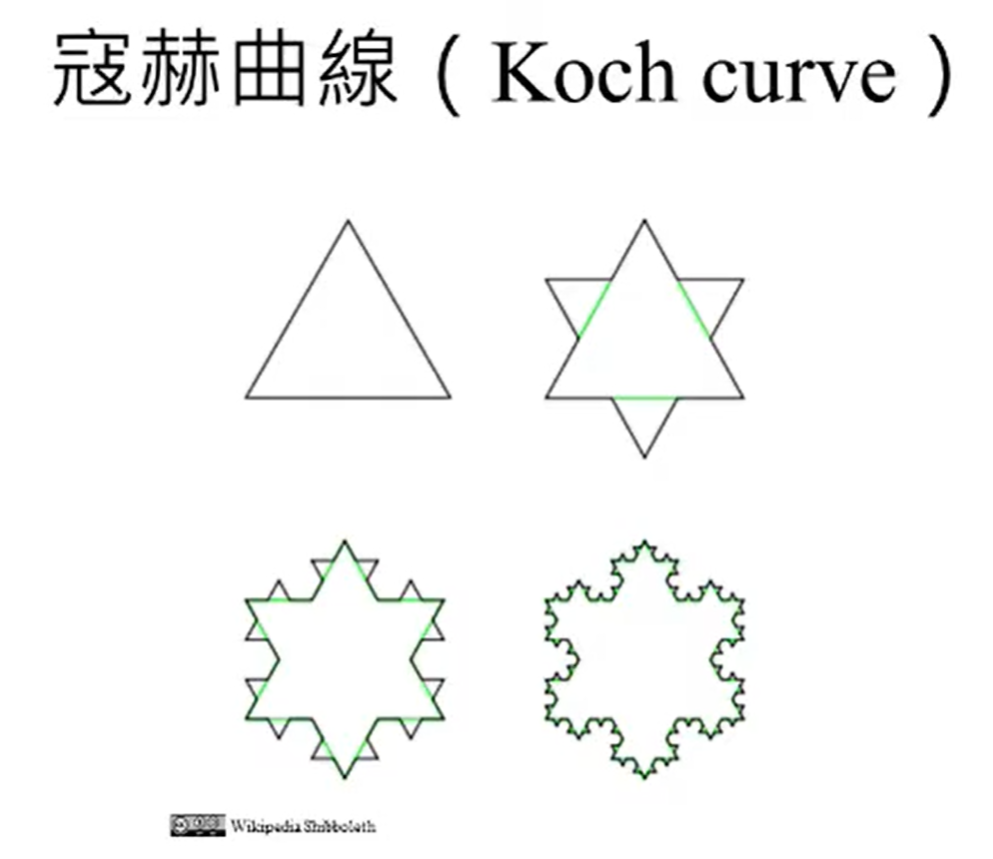 寇赫曲線（Koch curve）
Wikipedia Shibboleth